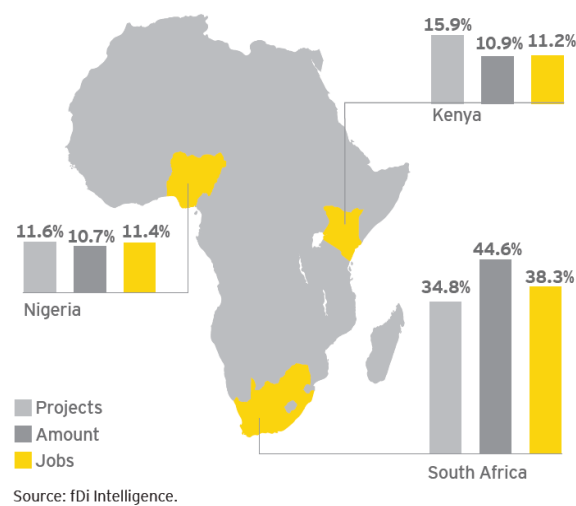 15.9%
10.9% 11.2%
Kenya
11.6% 10.7% 11.4%
Nigeria
34.8% 44.6% 38.3%
South Africa
Projects
Amount
Jobs
Source: fDi Intelligence.